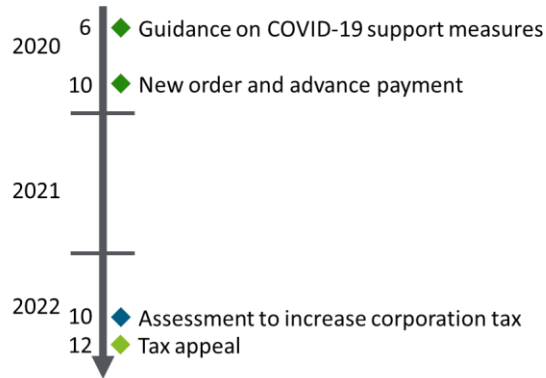 2020
6 Guidance on COVID-19 support measures
10 New order and advance payment
2021
2022
10 Assessment to increase corporation tax
12 Tax appeal